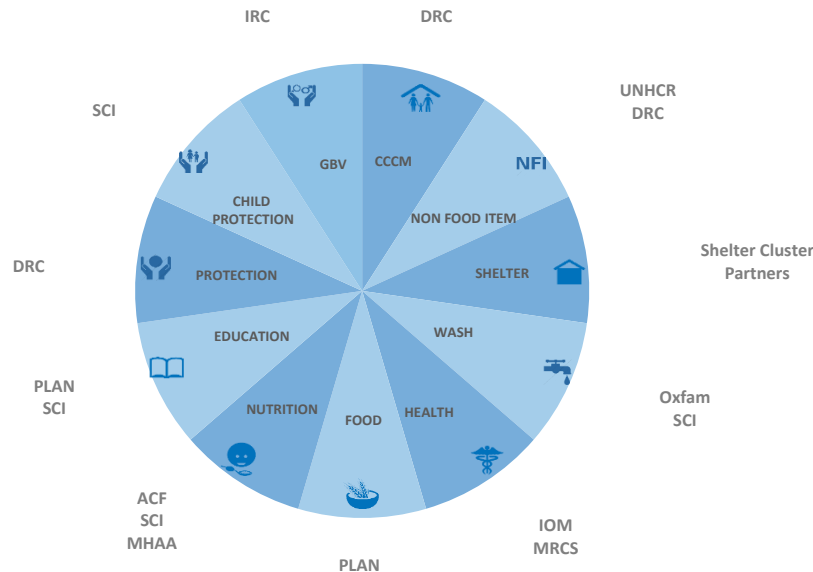 IRC
DRC
SCI
UNHCR
DRC
GBV
CCCM
NFI
CHILD
PROTECTION
NON FOOD ITEM
DRC
PROTECTION
SHELTER
Shelter Cluster
Partners
EDUCATION
WASH
PLAN
SCI
NUTRITION
FOOD
HEALTH
Oxfam
SCI
ACF
SCI
MHAA
PLAN
IOM
MRCS